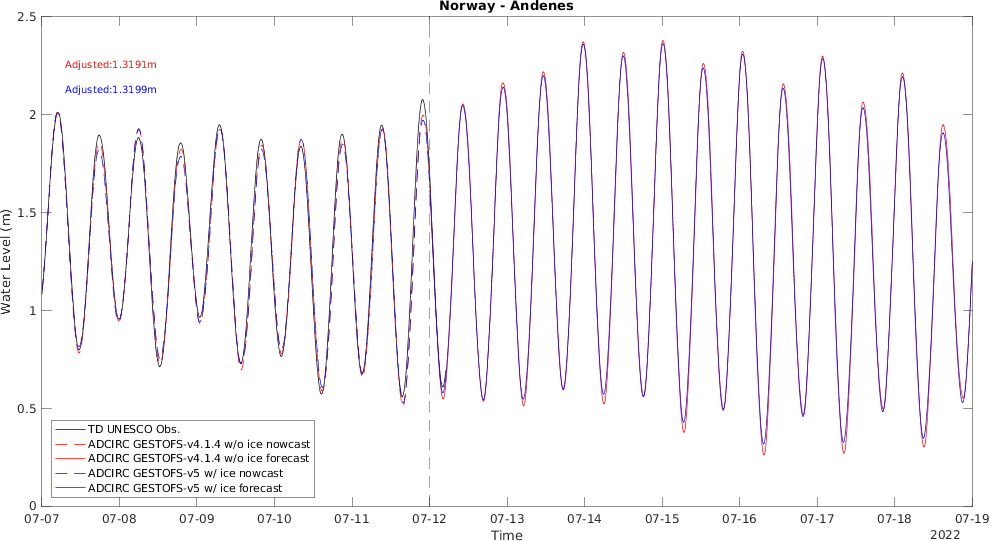 Norway - Andenes
2.5
2
1.5
1
0.5
0
Water Level (m)
Adjusted:1.3191m
Adjusted:1.3199m
TD UNESCO Obs.
ADCIRC GESTOFS-v4.1.4 w/o ice nowcast
ADCIRC GESTOFS-v4.1.4 w/o ice forecast
ADCIRC GESTOFS-v5 w/ ice nowcast
ADCIRC GESTOFS-v5 w/ ice forecast
07-07 07-08 07-09 07-10 07-11 07-12 07-13 07-14 07-15 07-16 07-17 07-18 07-19
Time
2022